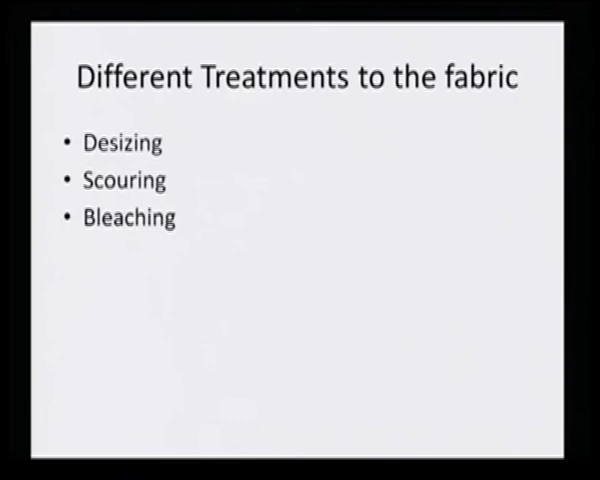 Different Treatments to the fabric
• Desizing
• Scouring
• Bleaching